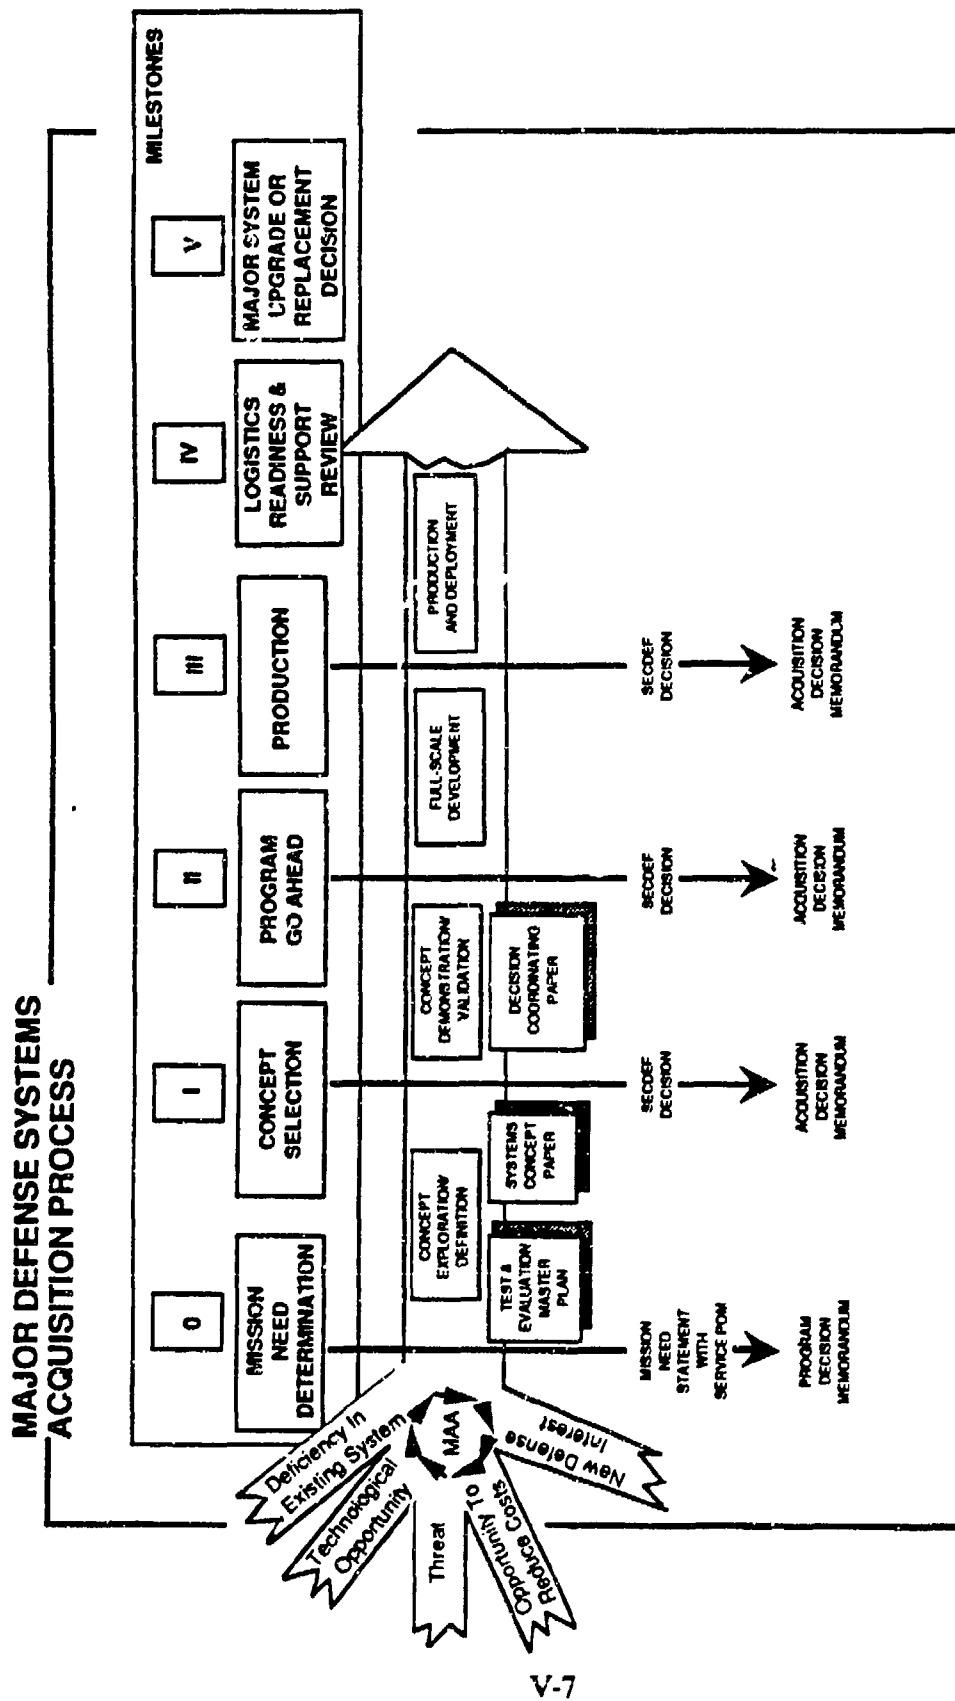 MAJOR DEFENSE SYSTEMS
ACQUISITION PROCESS
MILESTONES
0
I
II
III
IV
V
MISSION
NEED
DETERMINATION
CONCEPT
SELECTION
PROGRAM
GO AHEAD
PRODUCTION
LOGISTICS
READINESS &
SUPPORT
REVIEW
MAJOR SYSTEM
UPGRADE OR
REPLACEMENT
DECISION
Deficiency In
Existing System
Technological
Opportunity
Threat
Opportunity To
Reduce Costs
New Defense
Interest
MAA
CONCEPT
EXPLORATION/
DEFINITION
CONCEPT
DEMONSTRATION/
VALIDATION
FULL-SCALE
DEVELOPMENT
PRODUCTION
AND DEPLOYMENT
TEST &
EVALUATION
MASTER
PLAN
SYSTEMS
CONCEPT
PAPER
DECISION
COORDINATING
PAPER
MISSION
NEED
STATEMENT
WITH
SERVICE POM
SECDEF
DECISION
SECDEF
DECISION
SECDEF
DECISION
PROGRAM
DECISION
MEMORANDUM
ACQUISITION
DECISION
MEMORANDUM
ACQUISITION
DECISION
MEMORANDUM
ACQUISITION
DECISION
MEMORANDUM
V-7